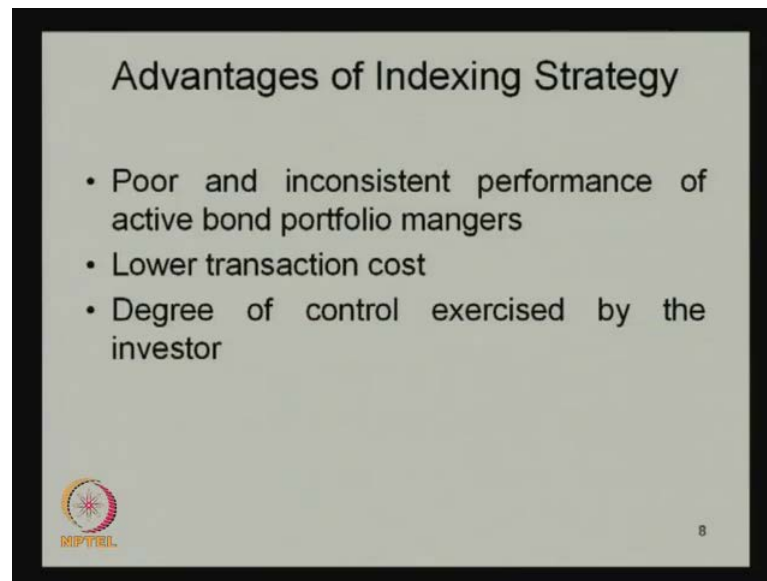 Advantages of Indexing Strategy
• Poor and inconsistent performance of
active bond portfolio mangers
• Lower transaction cost
• Degree of control exercised by the
investor
NPTEL
8